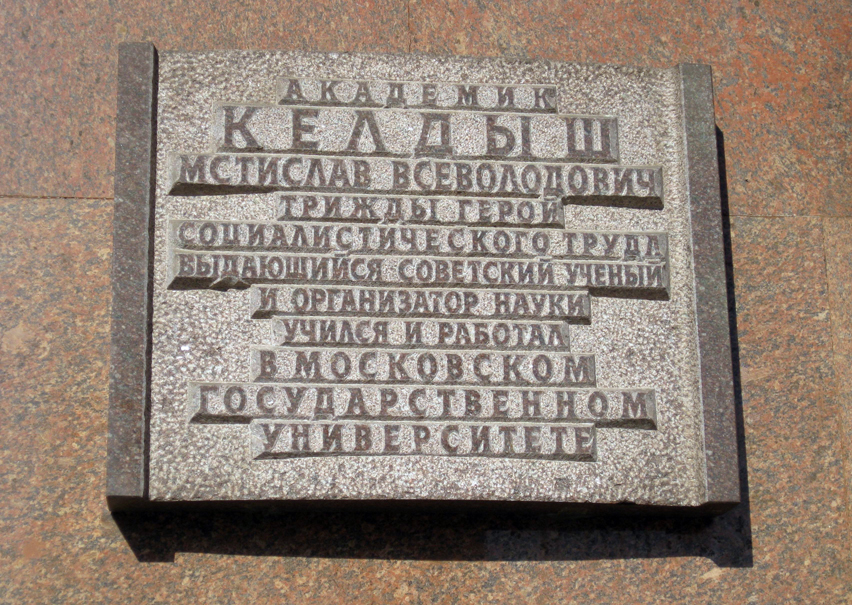 АКАДЕМИК
КЕЛДЫШ
МСТИСЛАВ ВСЕВОЛОДОВИЧ
ТРИЖДЫ ГЕРОЙ
СОЦИАЛИСТИЧЕСКОГО ТРУДА
ВЫДАЮЩИЙСЯ СОВЕТСКИЙ УЧЕНЫЙ
И ОРГАНИЗАТОР НАУКИ
УЧИЛСЯ И РАБОТАЛ
В МОСКОВСКОМ
ГОСУДАРСТВЕННОМ
УНИВЕРСИТЕТЕ